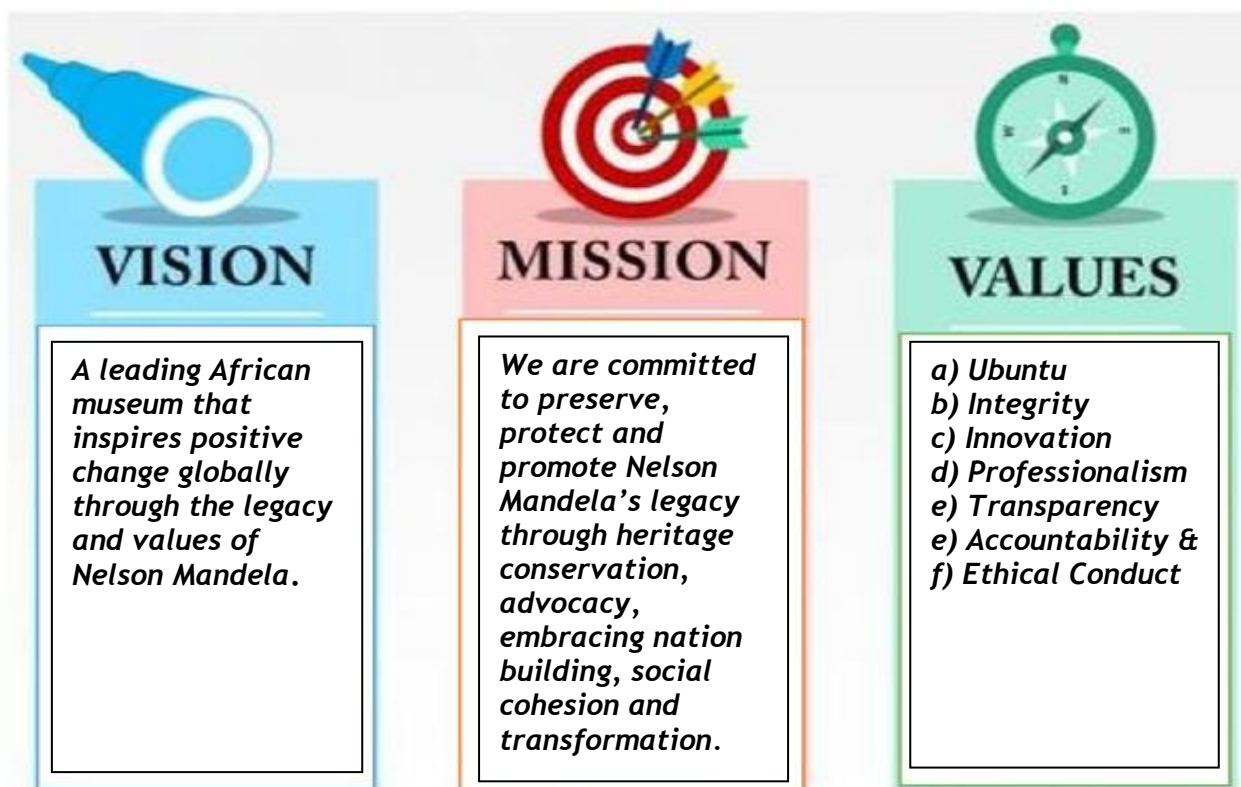 VISION
A leading African
museum that
inspires positive
change globally
through the legacy
and values of
Nelson Mandela.
MISSION
We are committed
to preserve,
protect and
promote Nelson
Mandela’s legacy
through heritage
conservation,
advocacy,
embracing nation
building, social
cohesion and
transformation.
N
E
S
W
VALUES
a) Ubuntu
b) Integrity
c) Innovation
d) Professionalism
e) Transparency
e) Accountability &
f) Ethical Conduct